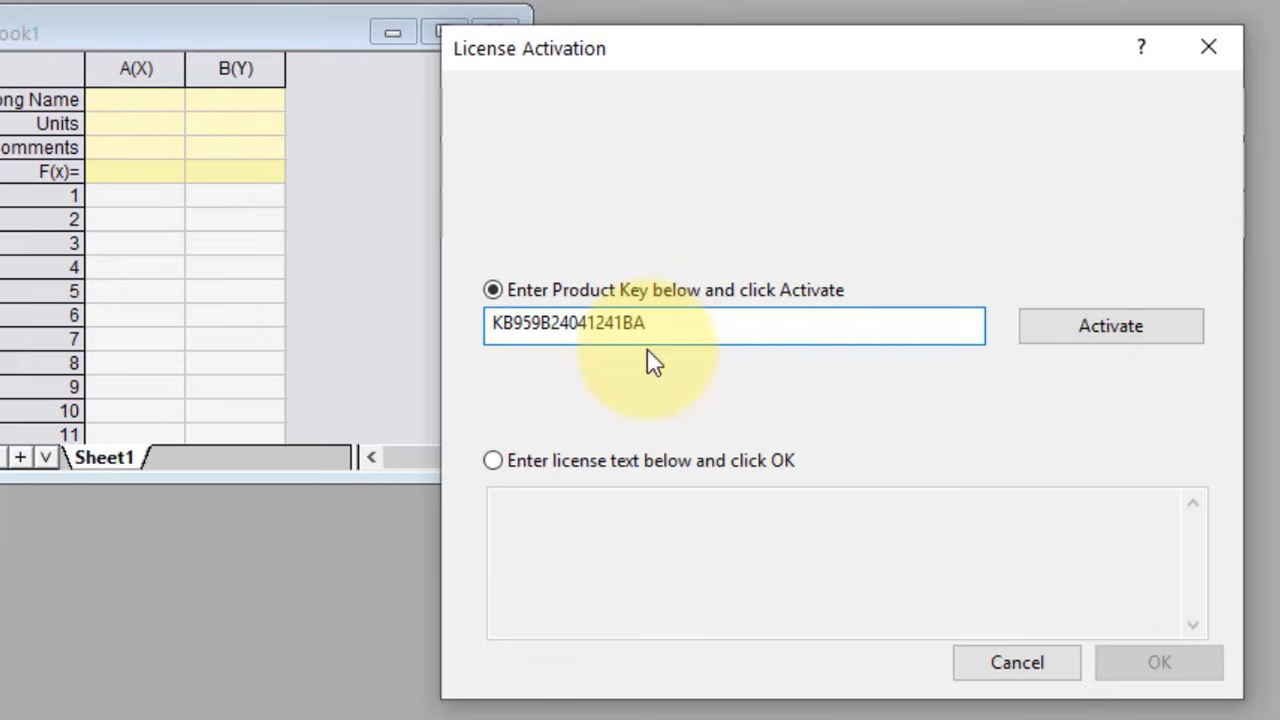 ook1
A(X) B(Y)
ong Name
Units
omments
F(x)=
1
2
3
4
5
6
7
8
9
10
11
+ v Sheet1 <
License Activation ? ×
Enter Product Key below and click Activate
KB959B24041241BA Activate
Enter license text below and click OK
Cancel OK